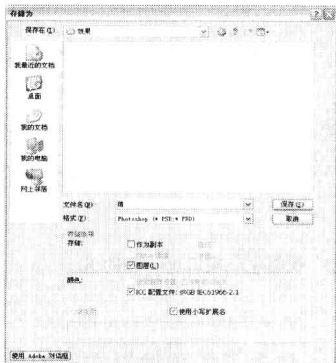 存储为
保存在(I):
效果
我最近的文档
桌面
我的文档
我的电脑
网上邻居
文件名(N):
保存(S)
格式(F):
Photoshop (*.PSD;*.PDD)
取消
存储选项
存储:
作为副本
图层(L)
颜色:
ICC 配置文件: sRGB IEC61966-2.1
使用小写扩展名
使用 Adobe 对话框